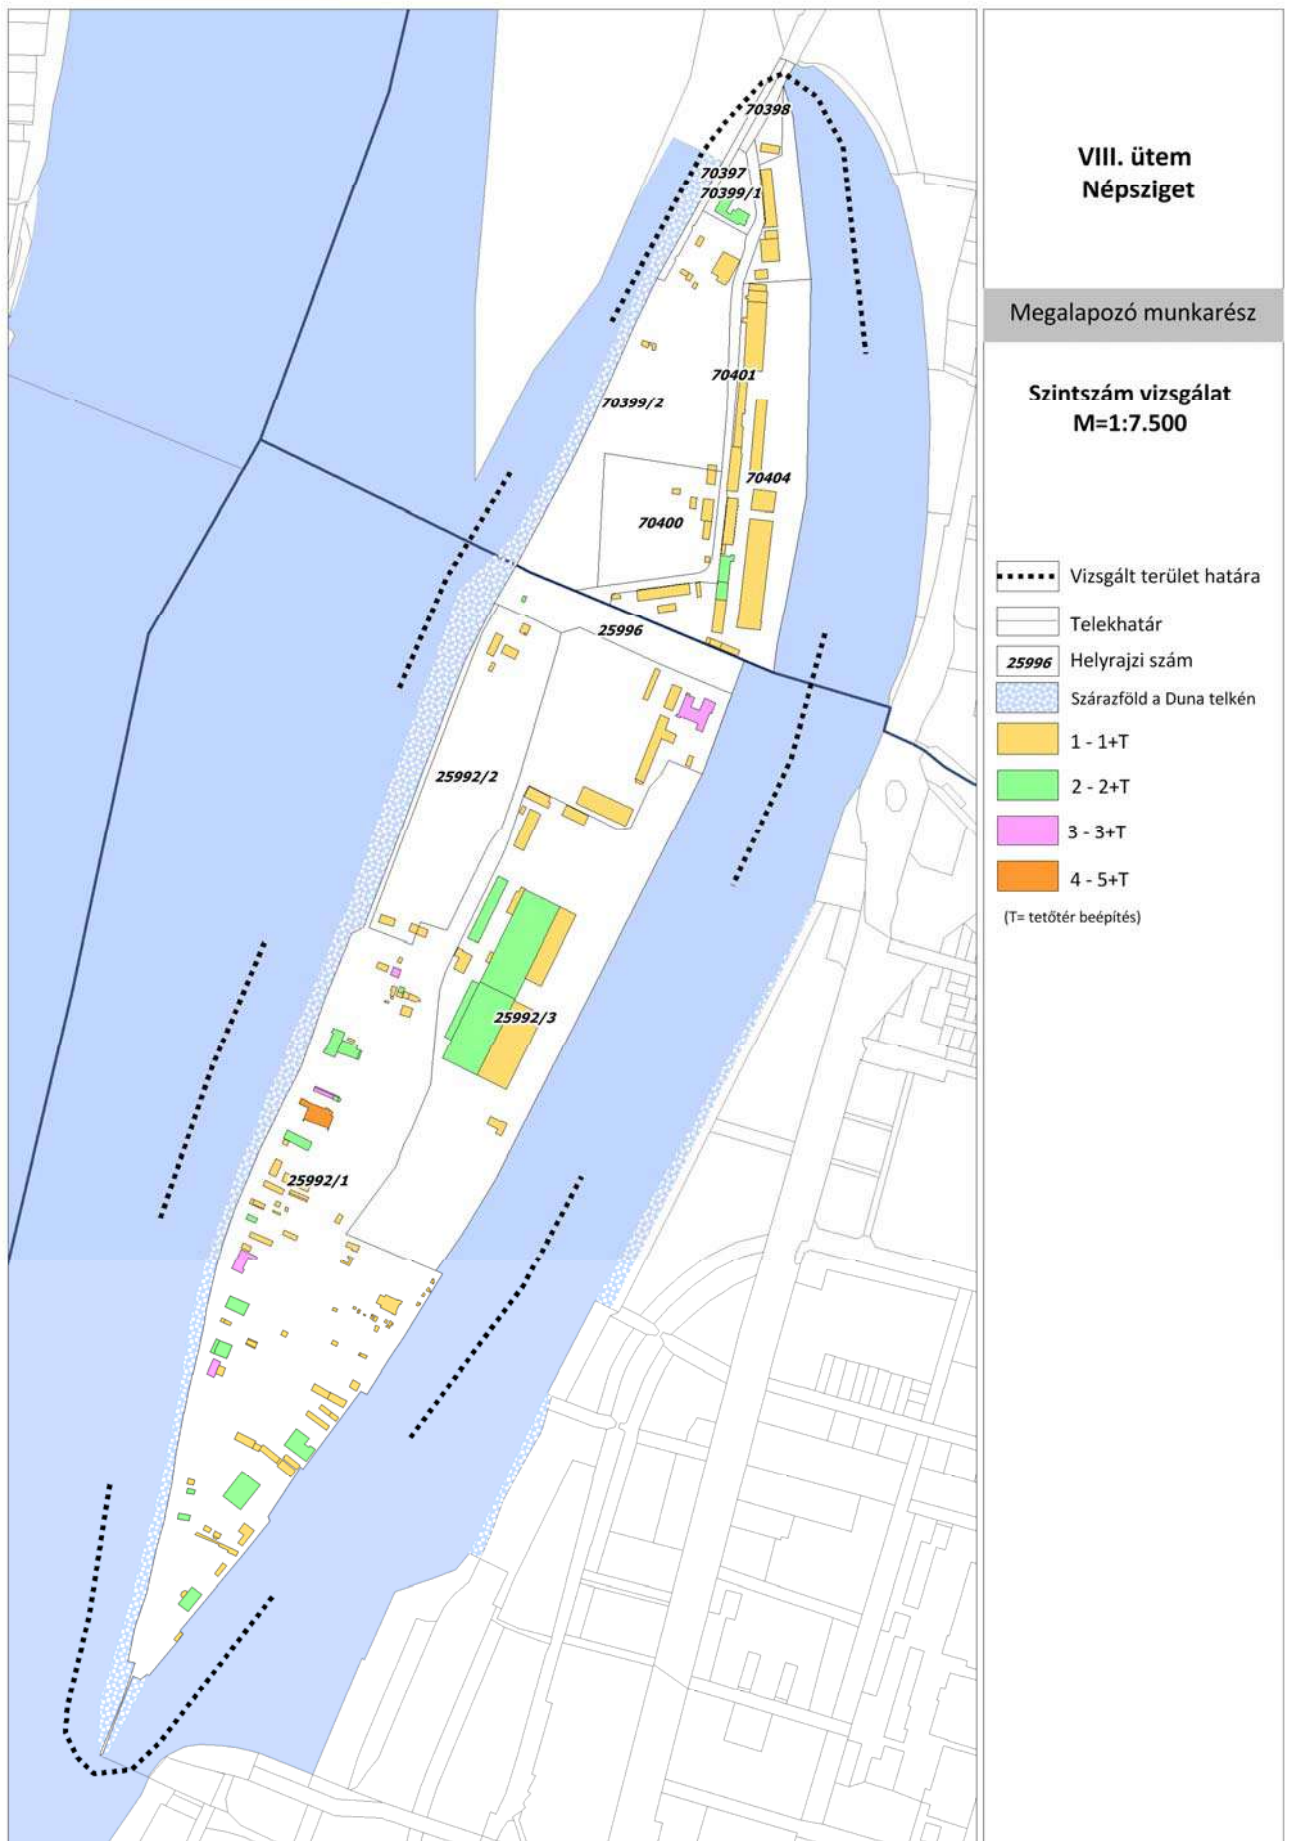 VIII. ütem
Népsziget
Megalapozó munkarész
Szintszám vizsgálat
M=1:7.500
Vizsgált terület határa
Telekhatár
25996 Helyrajzi szám
Szárazföld a Duna telkén
1 - 1+T
2 - 2+T
3 - 3+T
4 - 5+T
(T= tetőtér beépítés)
70398
70397
70399/1
70401
70399/2
70404
70400
25996
25992/2
25992/3
25992/1